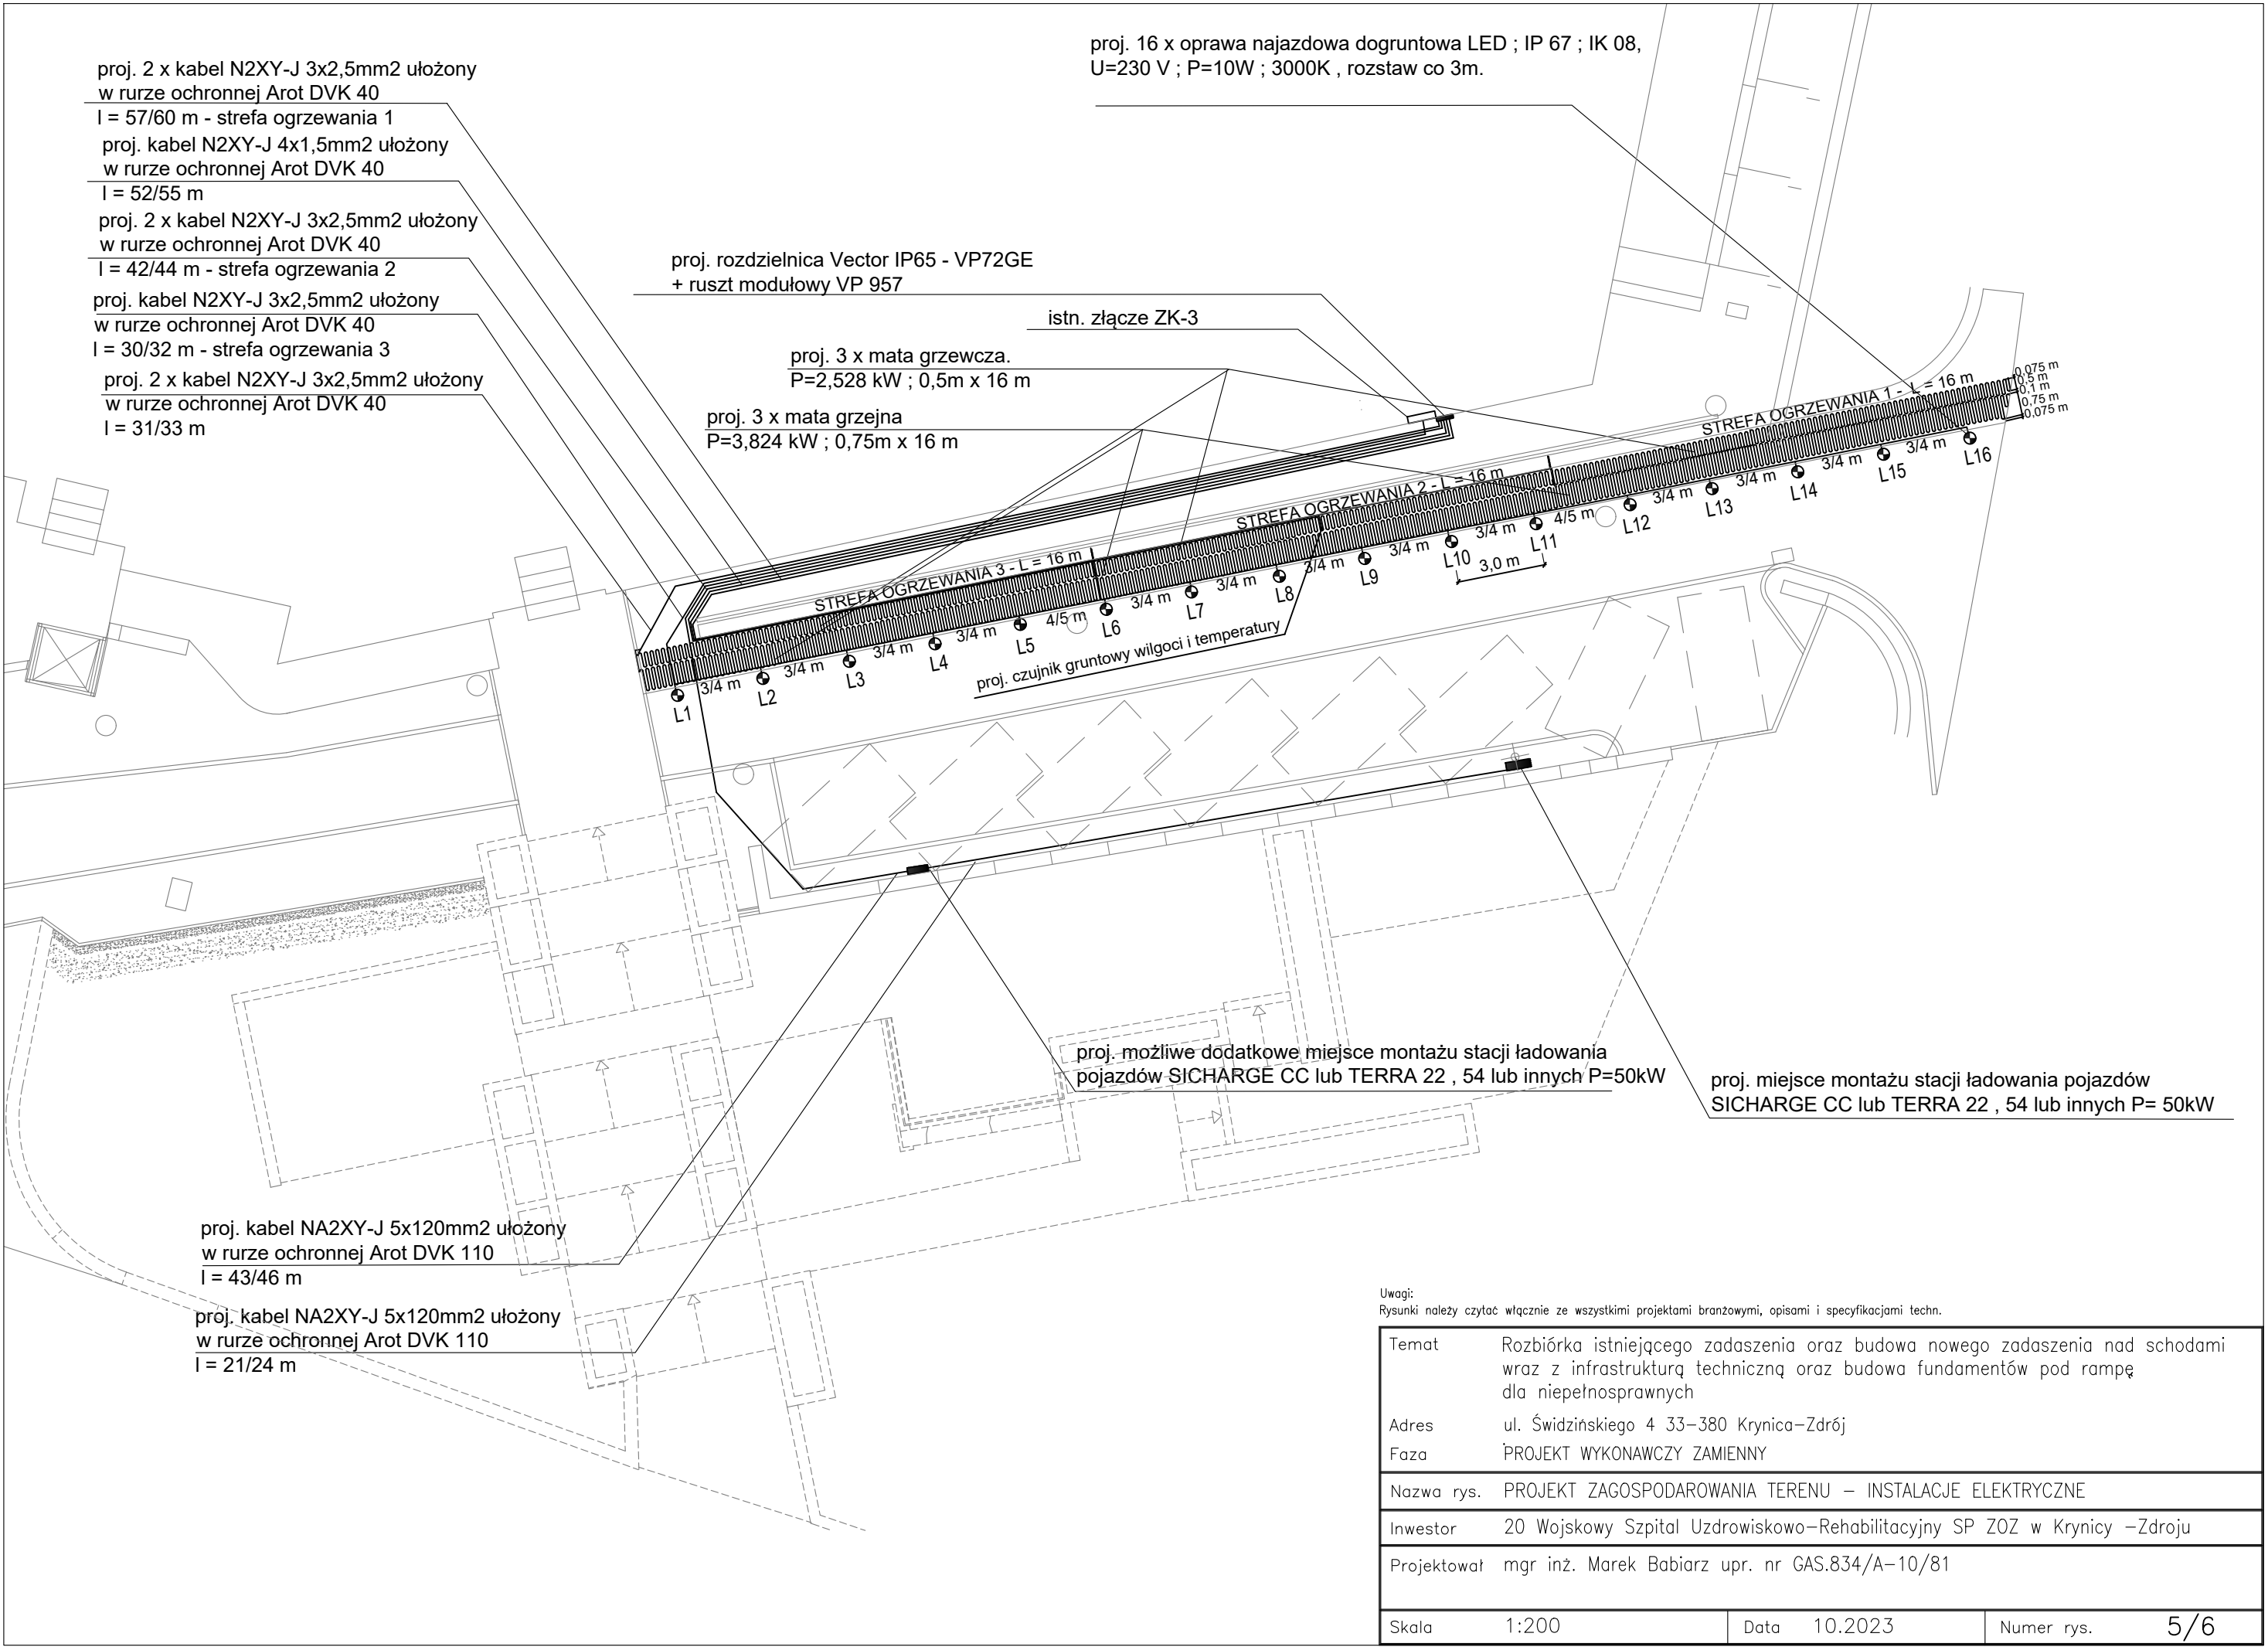 proj. 2 x kabel N2XY-J 3x2,5mm2 ułożony
w rurze ochronnej Arot DVK 40
l = 57/60 m - strefa ogrzewania 1
proj. kabel N2XY-J 4x1,5mm2 ułożony
w rurze ochronnej Arot DVK 40
l = 52/55 m
proj. 2 x kabel N2XY-J 3x2,5mm2 ułożony
w rurze ochronnej Arot DVK 40
l = 42/44 m - strefa ogrzewania 2
proj. kabel N2XY-J 3x2,5mm2 ułożony
w rurze ochronnej Arot DVK 40
l = 30/32 m - strefa ogrzewania 3
proj. 2 x kabel N2XY-J 3x2,5mm2 ułożony
w rurze ochronnej Arot DVK 40
l = 31/33 m
proj. 16 x oprawa najazdowa dogruntowa LED ; IP 67 ; IK 08,
U=230 V ; P=10W ; 3000K , rozstaw co 3m.
proj. rozdzielnica Vector IP65 - VP72GE
+ ruszt modułowy VP 957
istn. złącze ZK-3
proj. 3 x mata grzewcza.
P=2,528 kW ; 0,5m x 16 m
proj. 3 x mata grzejna
P=3,824 kW ; 0,75m x 16 m
STREFA OGRZEWANIA 1 - L = 16 m
0,075 m
0,5 m
0,1 m
0,75 m
0,075 m
STREFA OGRZEWANIA 2 - L = 16 m
STREFA OGRZEWANIA 3 - L = 16 m
L1
3/4 m
L2
3/4 m
L3
3/4 m
L4
3/4 m
L5
4/5 m
L6
3/4 m
L7
3/4 m
L8
3/4 m
L9
3/4 m
L10
3/4 m
L11
4/5 m
L12
3/4 m
L13
3/4 m
L14
3/4 m
L15
3/4 m
L16
3,0 m
proj. czujnik gruntowy wilgoci i temperatury
proj. możliwe dodatkowe miejsce montażu stacji ładowania
pojazdów SICHARGE CC lub TERRA 22 , 54 lub innych P=50kW
proj. miejsce montażu stacji ładowania pojazdów
SICHARGE CC lub TERRA 22 , 54 lub innych P= 50kW
proj. kabel NA2XY-J 5x120mm2 ułożony
w rurze ochronnej Arot DVK 110
l = 43/46 m
proj. kabel NA2XY-J 5x120mm2 ułożony
w rurze ochronnej Arot DVK 110
l = 21/24 m
Uwagi:
Rysunki należy czytać włącznie ze wszystkimi projektami branżowymi, opisami i specyfikacjami techn.
Temat Rozbiórka istniejącego zadaszenia oraz budowa nowego zadaszenia nad schodami
wraz z infrastrukturą techniczną oraz budowa fundamentów pod rampę
dla niepełnosprawnych
Adres ul. Świdzińskiego 4 33-380 Krynica-Zdrój
Faza PROJEKT WYKONAWCZY ZAMIENNY
Nazwa rys. PROJEKT ZAGOSPODAROWANIA TERENU - INSTALACJE ELEKTRYCZNE
Inwestor 20 Wojskowy Szpital Uzdrowiskowo-Rehabilitacyjny SP ZOZ w Krynicy -Zdroju
Projektował mgr inż. Marek Babiarz upr. nr GAS.834/A-10/81
Skala 1:200 Data 10.2023 Numer rys. 5/6